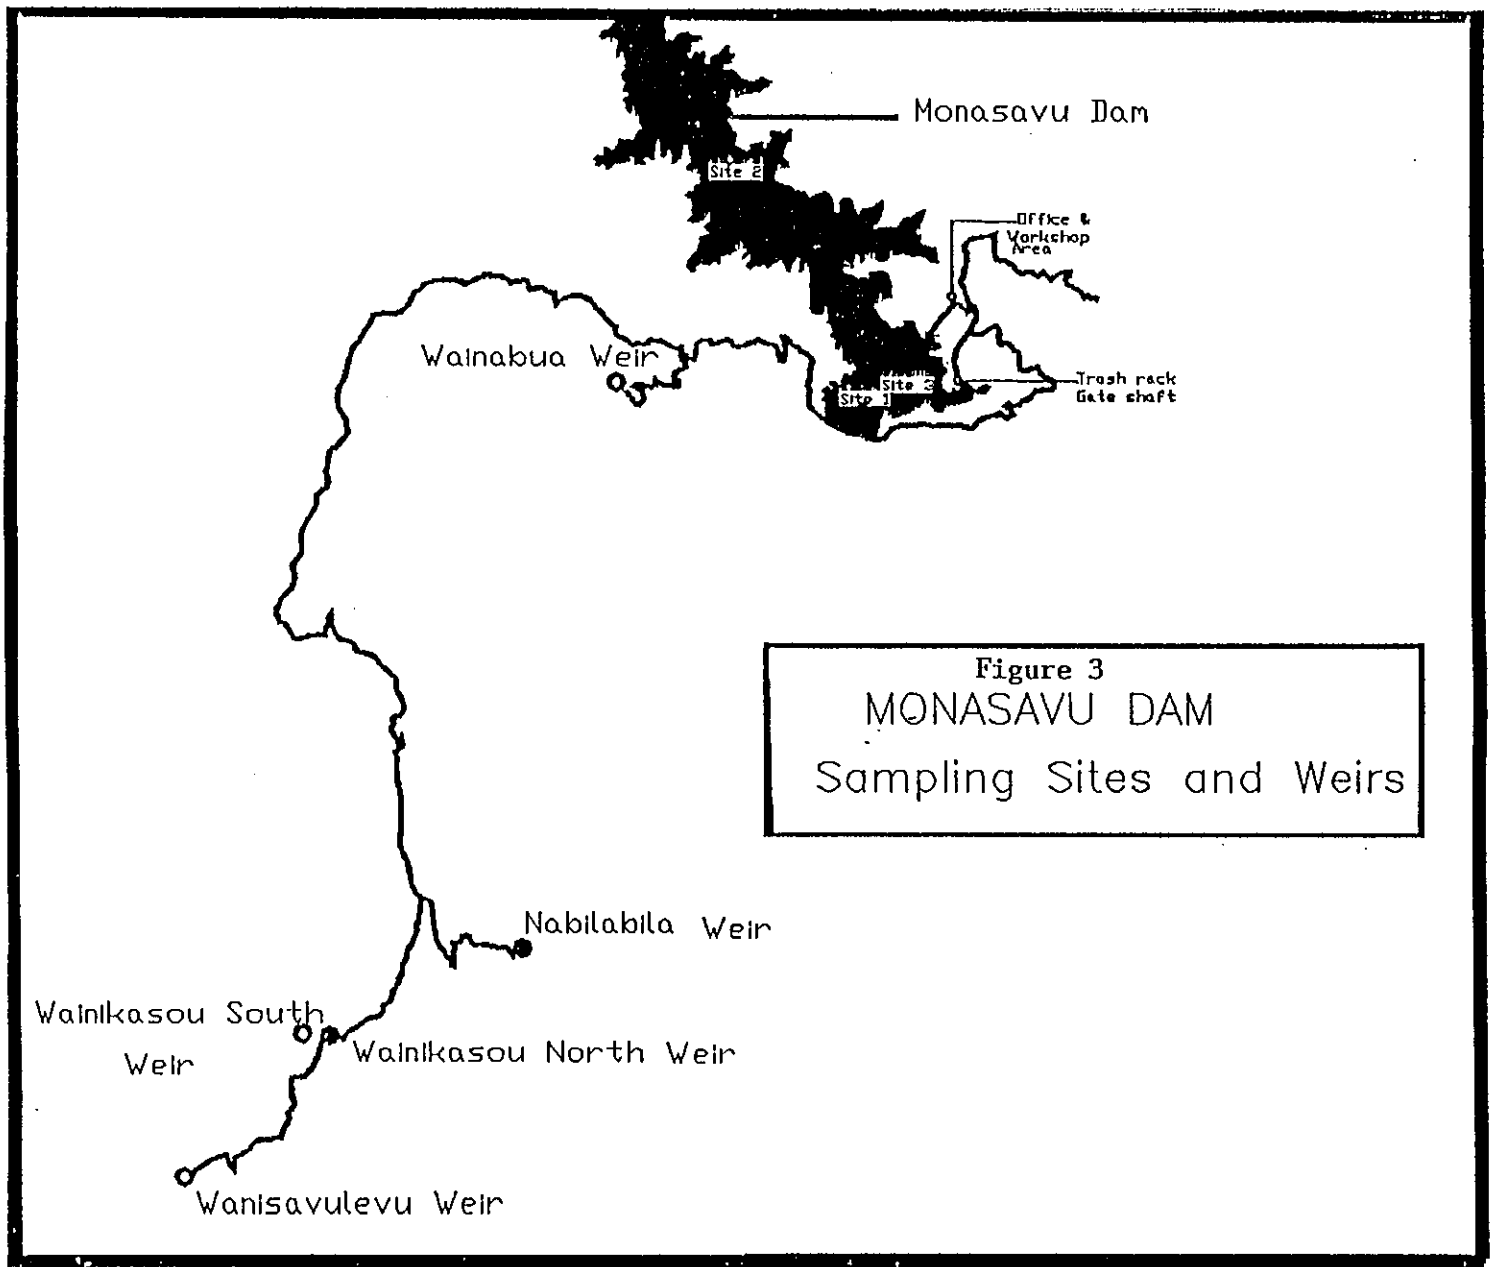 Monasavu Dam
Site 2
Office &
Workshop
Area
Wainabua Weir
Site 3
Site 1
Trash rack
Gate shaft
Figure 3
MONASAVU DAM
Sampling Sites and Weirs
Nabilabila Weir
Wainikasou South
Weir
Wainikasou North Weir
Wanisavulevu Weir